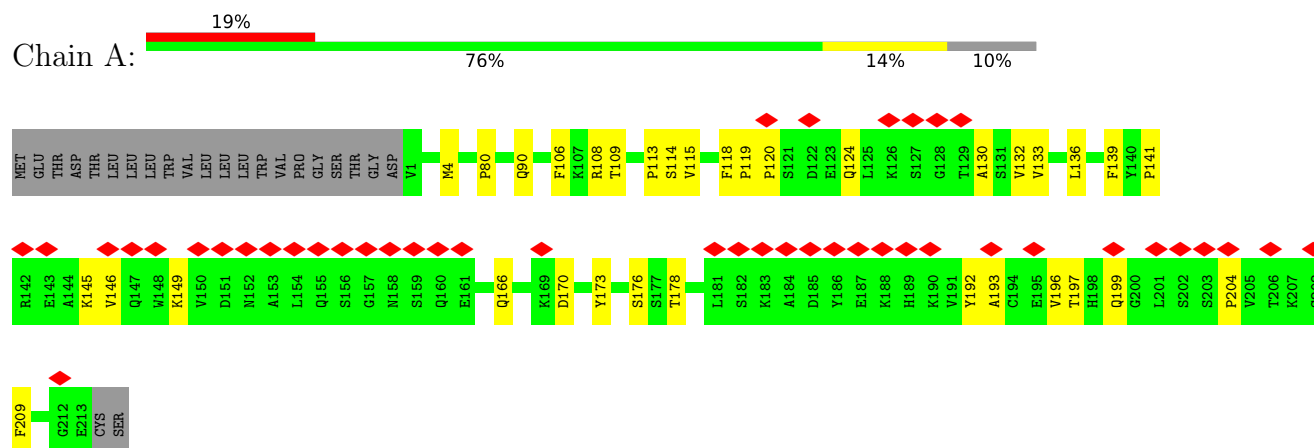 19%
Chain A:
76% 14% 10%
MET GLU THR ASP THR LEU LEU LEU TRP VAL LEU LEU LEU TRP VAL PRO GLY SER THR GLY ASP V1 M4 P80 Q90 F106 K107 R108 T109 P113 S114 V115 F118 P119 P120 S121 D122 E123 Q124 L125 K126 S127 G128 T129 A130 S131 V132 V133 L136 F139 Y140 P141
R142 E143 A144 K145 V146 Q147 W148 K149 V150 D151 N152 A153 L154 Q155 S156 G157 N158 S159 Q160 E161 Q166 K169 D170 Y173 S176 S177 T178 L181 S182 K183 A184 D185 Y186 E187 K188 H189 K190 V191 Y192 A193 C194 E195 V196 T197 H198 Q199 G200 L201 S202 S203 P204 V205 T206 K207
F209 G212 E213 CYS SER